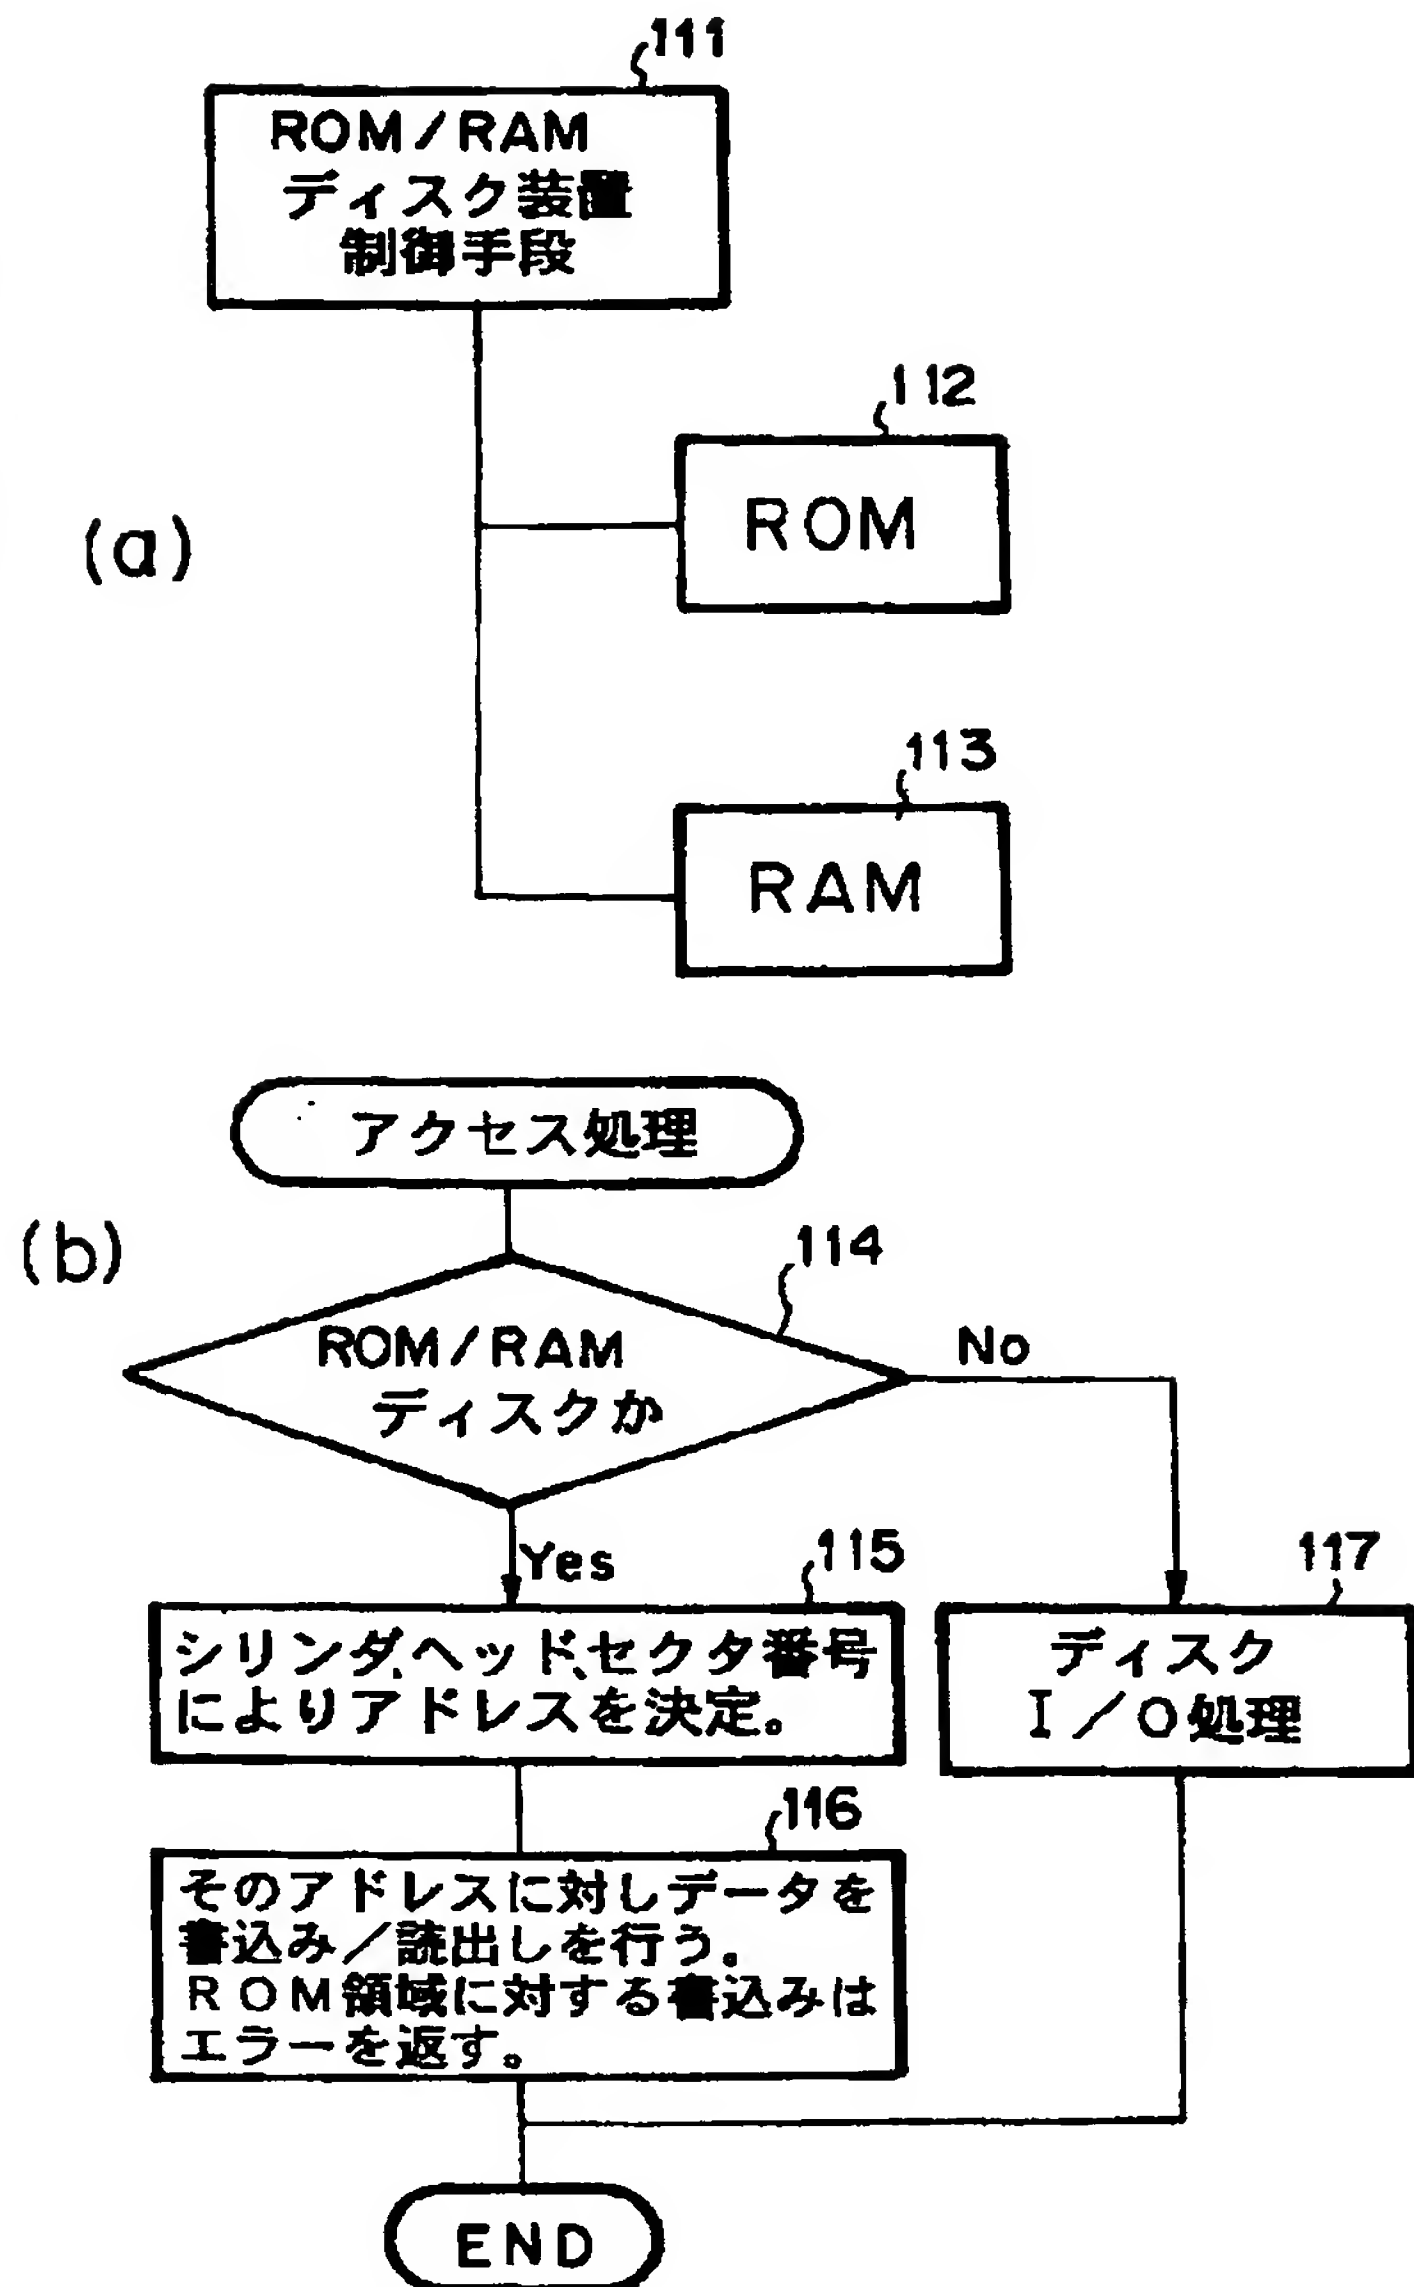 111
ROM/RAM
ディスク装置
制御手段
112
ROM
(a)
113
RAM
アクセス処理
(b)
114
ROM/RAM
ディスクか
No
Yes
115
シリンダ、ヘッド、セクタ番号
によりアドレスを決定。
117
ディスク
I/O処理
116
そのアドレスに対しデータを
書込み/読出しを行う。
ROM領域に対する書込みは
エラーを返す。
END